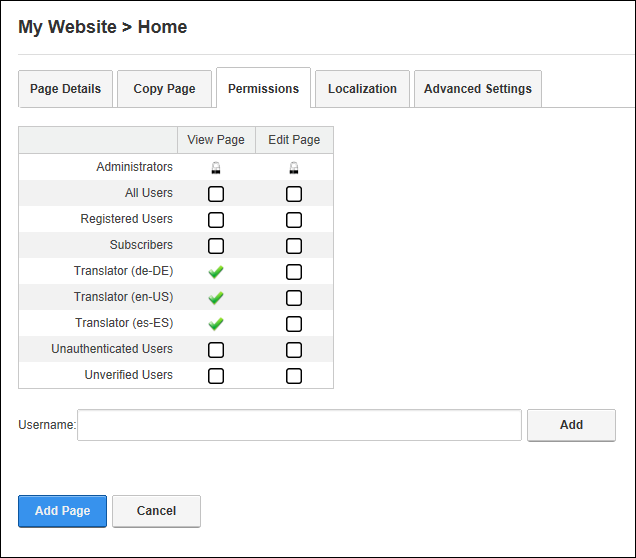 My Website > Home
Page Details Copy Page Permissions Localization Advanced Settings
View Page Edit Page
Administrators
All Users
Registered Users
Subscribers
Translator (de-DE)
Translator (en-US)
Translator (es-ES)
Unauthenticated Users
Unverified Users
Username: Add
Add Page Cancel